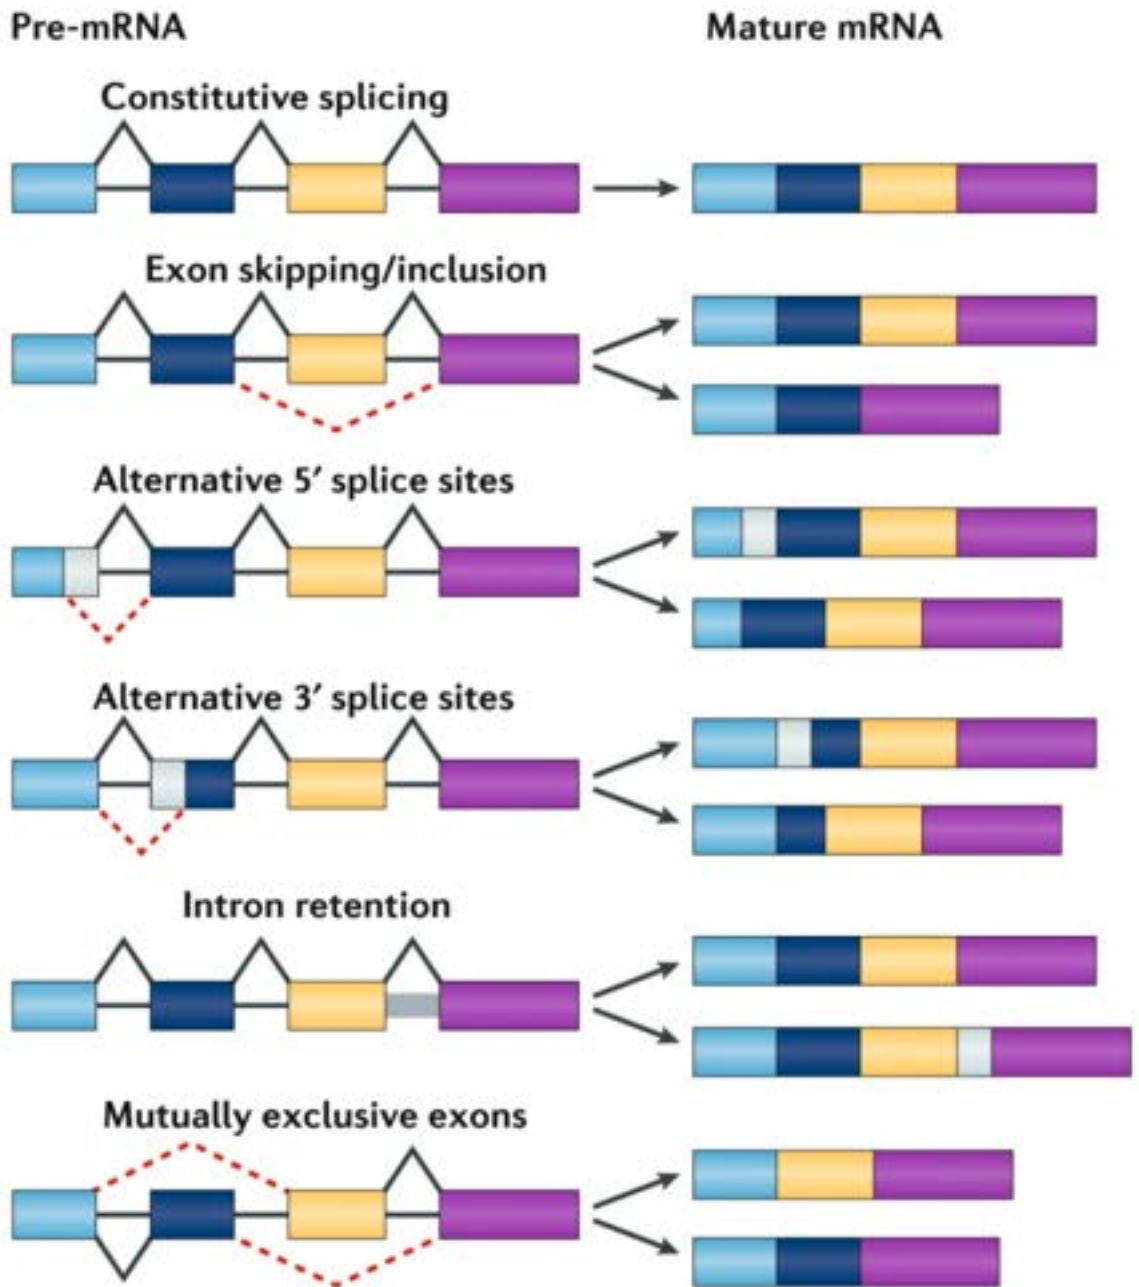 Pre-mRNA
Mature mRNA
Constitutive splicing
Exon skipping/inclusion
Alternative 5′ splice sites
Alternative 3′ splice sites
Intron retention
Mutually exclusive exons